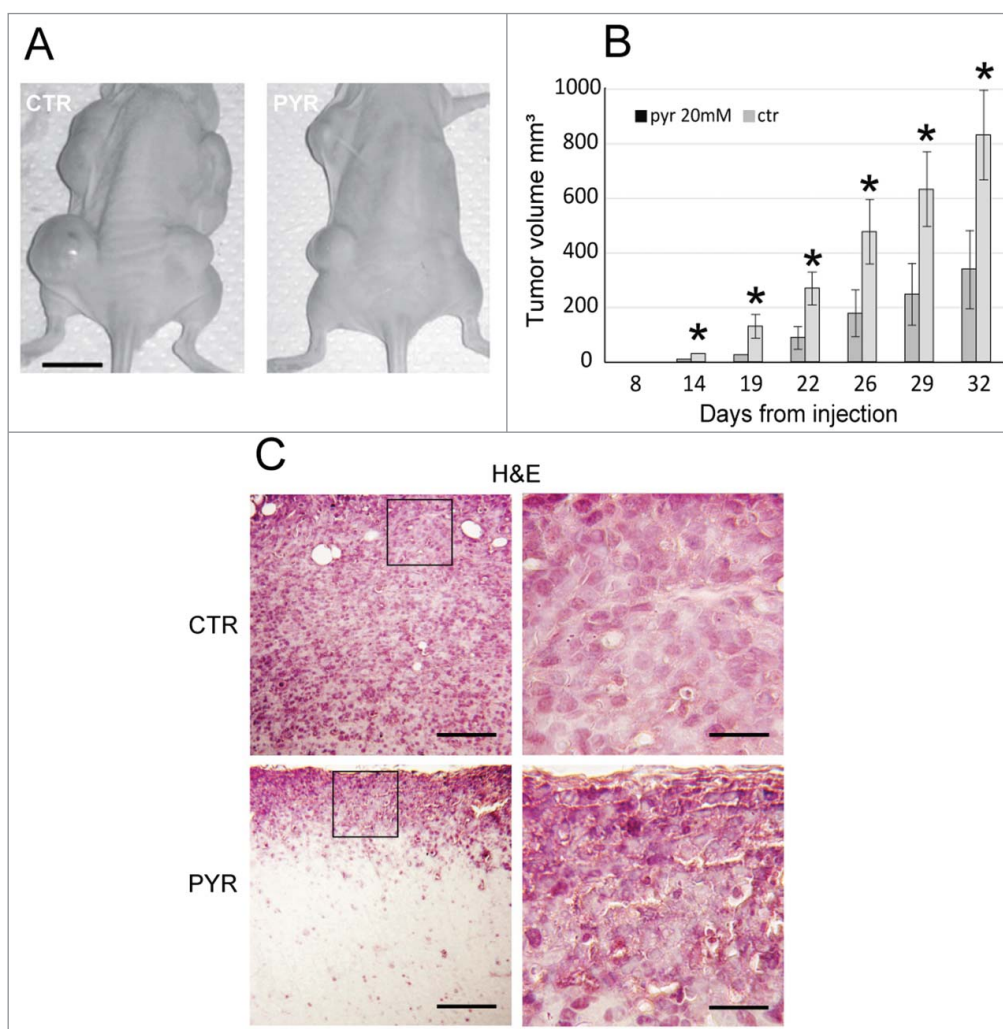 A
CTR
PYR
B
1000
800
600
400
200
0
Tumor volume mm³
pyr 20mM ctr
*
*
*
*
*
*
8 14 19 22 26 29 32
Days from injection
C
H&E
CTR
PYR